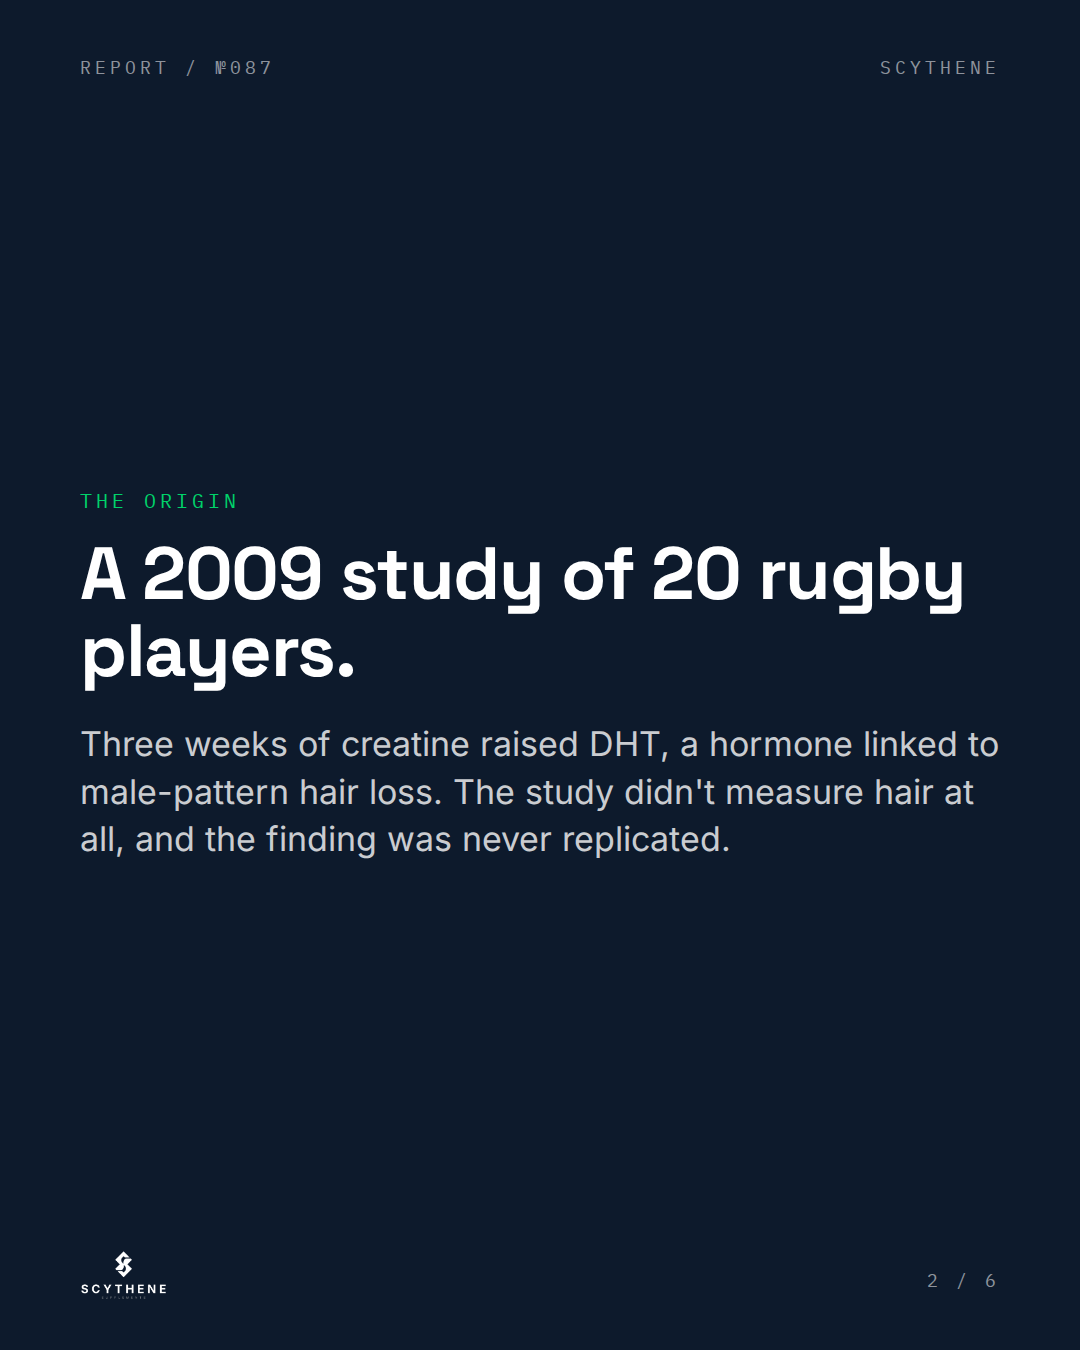 REPORT / №087
SCYTHENE
THE ORIGIN
A 2009 study of 20 rugby
players.
Three weeks of creatine raised DHT, a hormone linked to
male-pattern hair loss. The study didn't measure hair at
all, and the finding was never replicated.
SCYTHENE
2 / 6